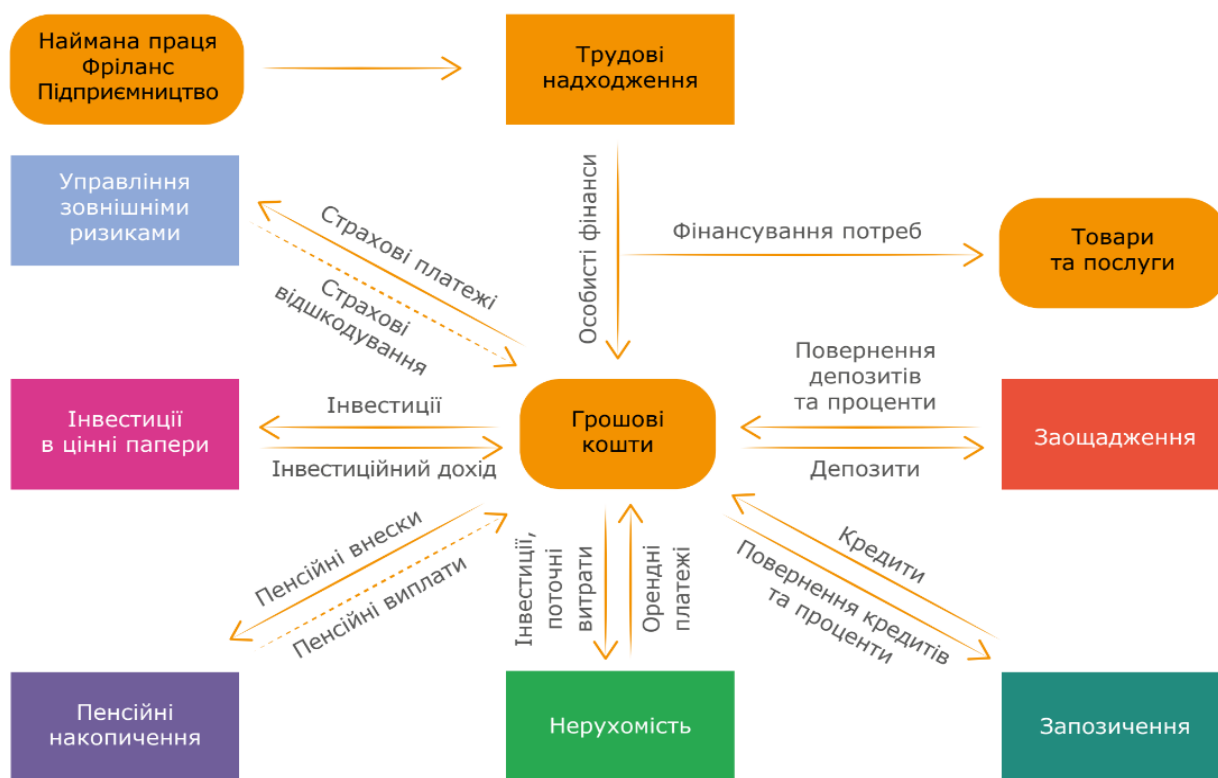 Наймана праця
Фріланс
Підприємництво
Трудові
надходження
Управління
зовнішніми
ризиками
Страхові платежі
Страхові
відшкодування
Особисті фінанси
Фінансування потреб
Товари
та послуги
Інвестиції
в цінні папери
Інвестиції
Інвестиційний дохід
Грошові
кошти
Повернення
депозитів
та проценти
Депозити
Заощадження
Пенсійні внески
Пенсійні виплати
Інвестиції,
поточні
витрати
Орендні
платежі
Кредити
Повернення кредитів
та проценти
Пенсійні
накопичення
Нерухомість
Запозичення